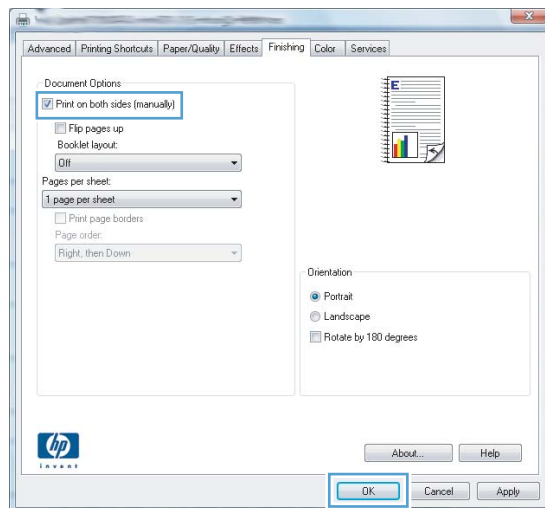 Advanced Printing Shortcuts Paper/Quality Effects Finishing Color Services
Document Options
Print on both sides (manually)
Flip pages up
Booklet layout:
Off
Pages per sheet:
1 page per sheet
Print page borders
Page order:
Right, then Down
E
Orientation
Portrait
Landscape
Rotate by 180 degrees
hp
invent
About... Help
OK Cancel Apply